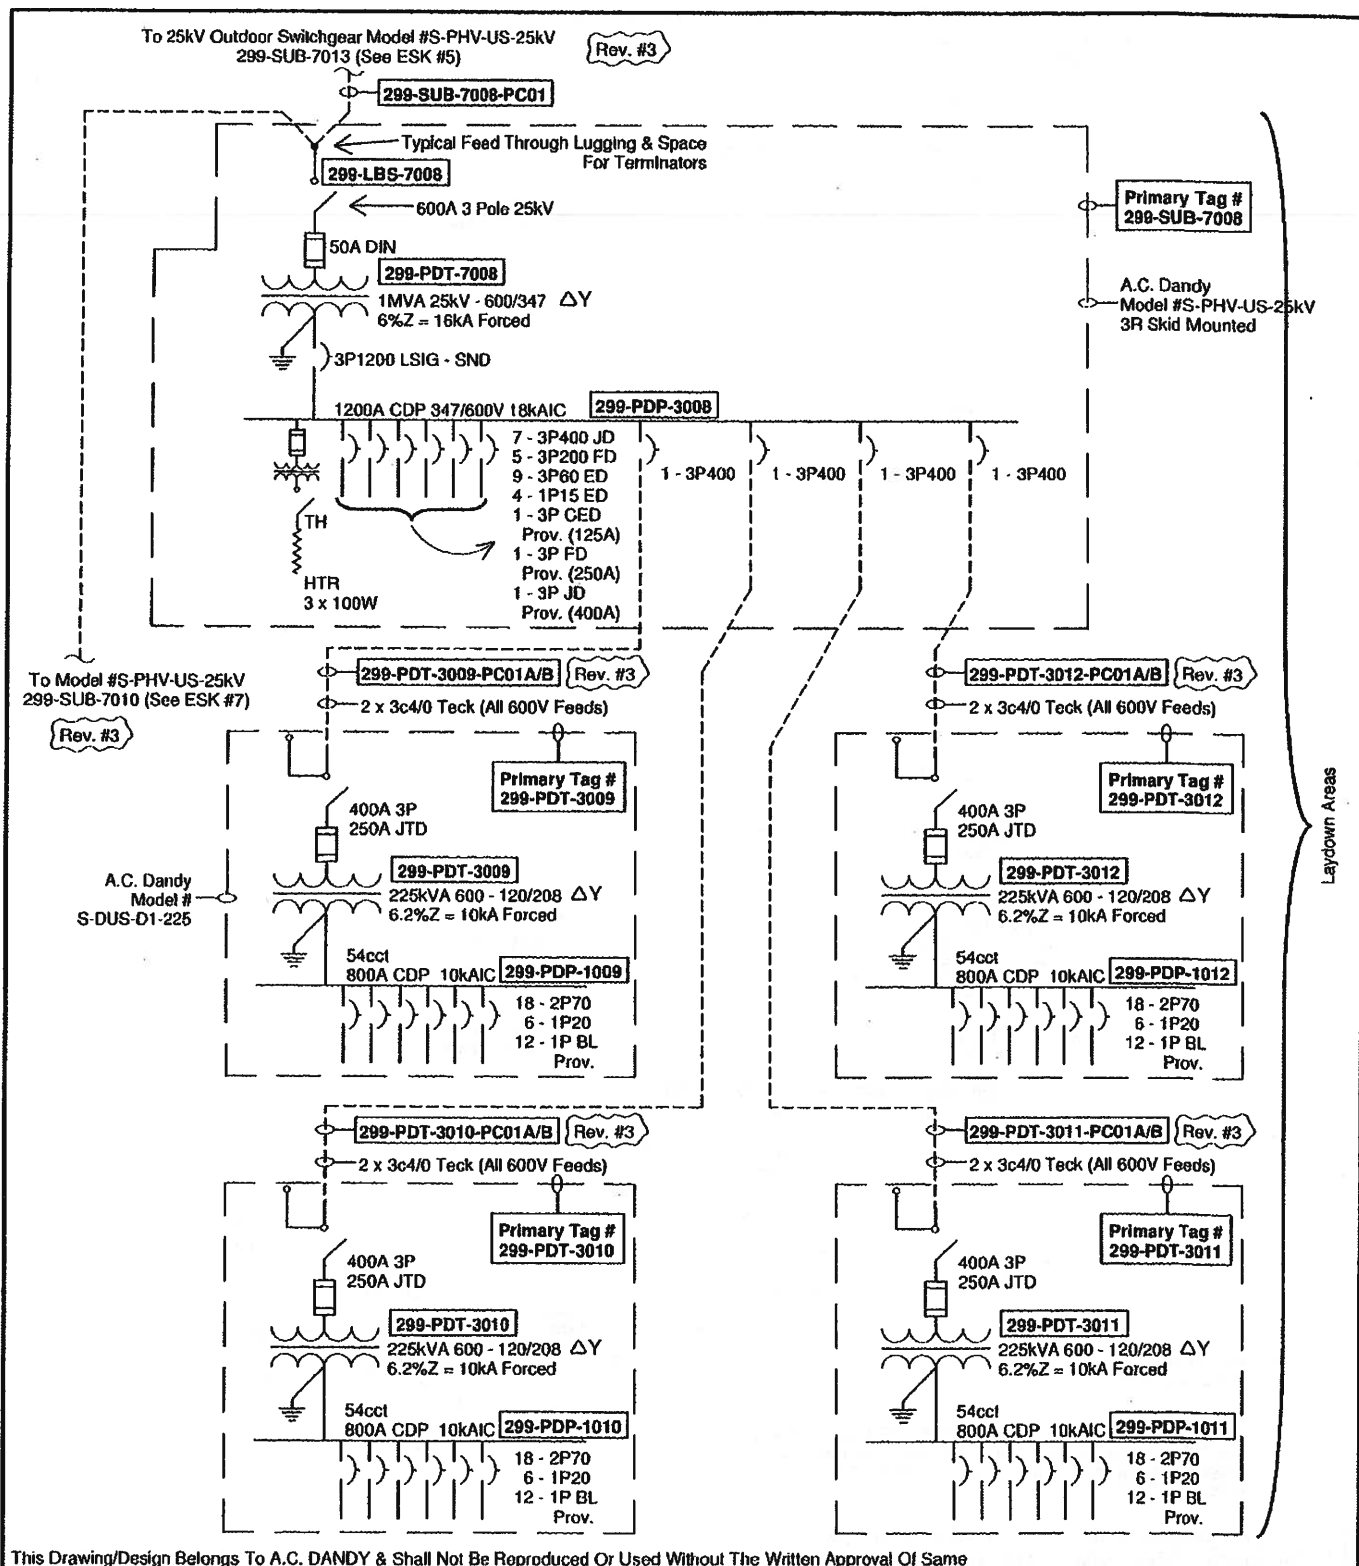 To 25kV Outdoor Switchgear Model #S-PHV-US-25kV
299-SUB-7013 (See ESK #5)
Rev. #3
299-SUB-7008-PC01
Typical Feed Through Lugging & Space
For Terminators
299-LBS-7008
600A 3 Pole 25kV
Primary Tag #
299-SUB-7008
50A DIN
299-PDT-7008
1MVA 25kV - 600/347 ΔY
6%Z = 16kA Forced
A.C. Dandy
Model #S-PHV-US-25kV
3R Skid Mounted
3P1200 LSIG - SND
1200A CDP 347/600V 18kAIC
299-PDP-3008
7 - 3P400 JD
5 - 3P200 FD
9 - 3P60 ED
4 - 1P15 ED
1 - 3P CED
Prov. (125A)
1 - 3P FD
Prov. (250A)
1 - 3P JD
Prov. (400A)
1 - 3P400
1 - 3P400
1 - 3P400
1 - 3P400
TH
HTR
3 x 100W
To Model #S-PHV-US-25kV
299-SUB-7010 (See ESK #7)
Rev. #3
299-PDT-3009-PC01A/B
Rev. #3
2 x 3c4/0 Teck (All 600V Feeds)
Primary Tag #
299-PDT-3009
400A 3P
250A JTD
299-PDT-3009
225kVA 600 - 120/208 ΔY
6.2%Z = 10kA Forced
A.C. Dandy
Model #
S-DUS-D1-225
54cct
800A CDP 10kAIC
299-PDP-1009
18 - 2P70
6 - 1P20
12 - 1P BL
Prov.
299-PDT-3012-PC01A/B
Rev. #3
2 x 3c4/0 Teck (All 600V Feeds)
Primary Tag #
299-PDT-3012
400A 3P
250A JTD
299-PDT-3012
225kVA 600 - 120/208 ΔY
6.2%Z = 10kA Forced
54cct
800A CDP 10kAIC
299-PDP-1012
18 - 2P70
6 - 1P20
12 - 1P BL
Prov.
Laydown Areas
299-PDT-3010-PC01A/B
Rev. #3
2 x 3c4/0 Teck (All 600V Feeds)
Primary Tag #
299-PDT-3010
400A 3P
250A JTD
299-PDT-3010
225kVA 600 - 120/208 ΔY
6.2%Z = 10kA Forced
54cct
800A CDP 10kAIC
299-PDP-1010
18 - 2P70
6 - 1P20
12 - 1P BL
Prov.
299-PDT-3011-PC01A/B
Rev. #3
2 x 3c4/0 Teck (All 600V Feeds)
Primary Tag #
299-PDT-3011
400A 3P
250A JTD
299-PDT-3011
225kVA 600 - 120/208 ΔY
6.2%Z = 10kA Forced
54cct
800A CDP 10kAIC
299-PDP-1011
18 - 2P70
6 - 1P20
12 - 1P BL
Prov.
This Drawing/Design Belongs To A.C. DANDY & Shall Not Be Reproduced Or Used Without The Written Approval Of Same